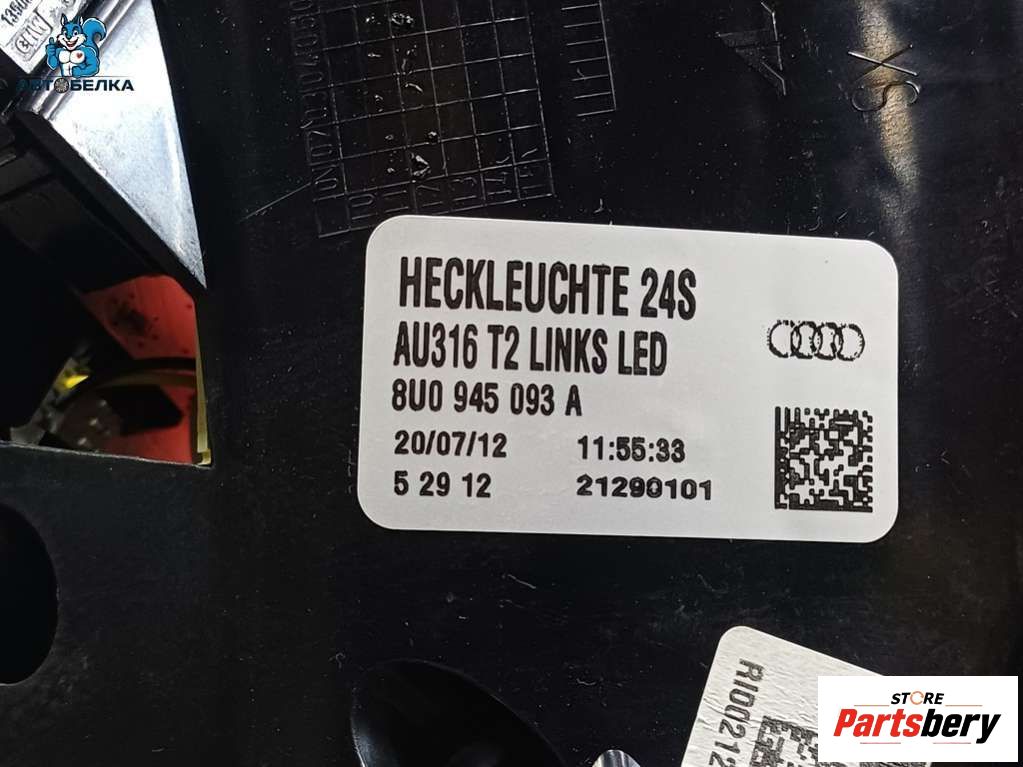 АВТОБЕЛКА
HECKLEUCHTE 24S
AU316 T2 LINKS LED
8U0 945 093 A
20/07/12 11:55:33
5 29 12 21290101
RI00212
STORE
Partsbery